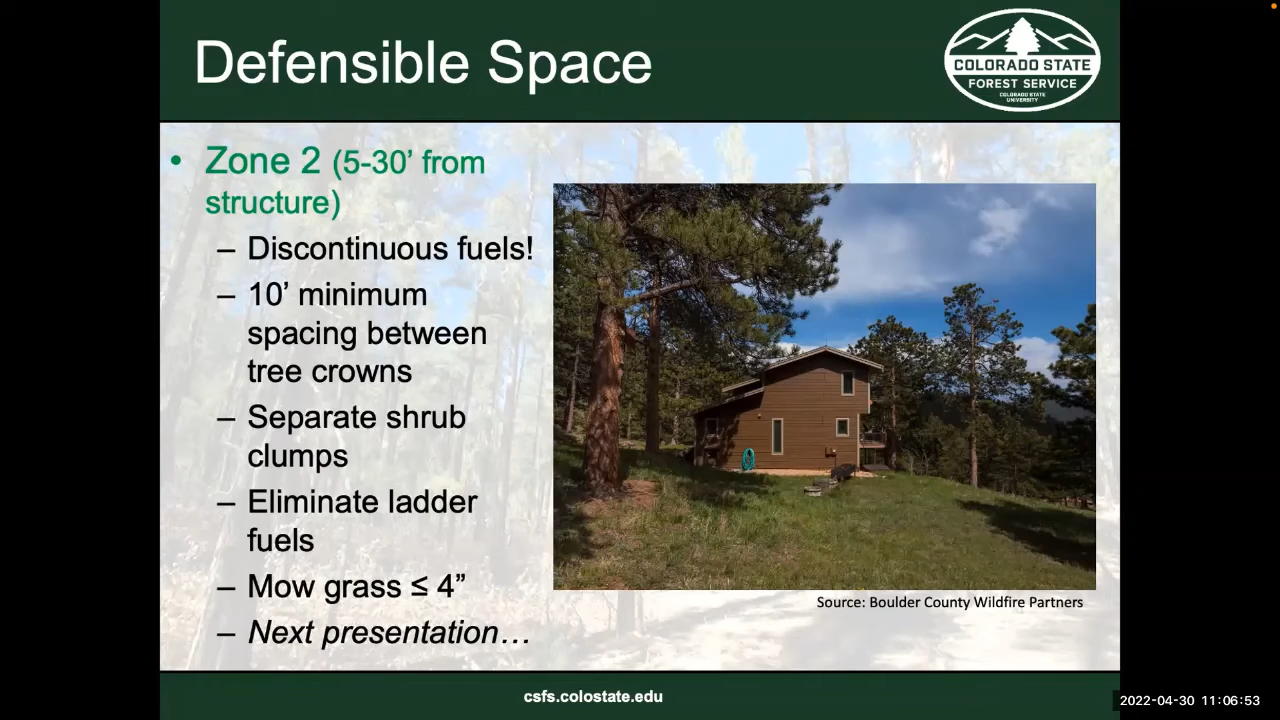 Defensible Space
COLORADO STATE
FOREST SERVICE
COLORADO STATE
UNIVERSITY
• Zone 2 (5-30’ from
structure)
– Discontinuous fuels!
– 10’ minimum
spacing between
tree crowns
– Separate shrub
clumps
– Eliminate ladder
fuels
– Mow grass ≤ 4”
– Next presentation…
Source: Boulder County Wildfire Partners
csfs.colostate.edu
2022-04-30 11:06:53